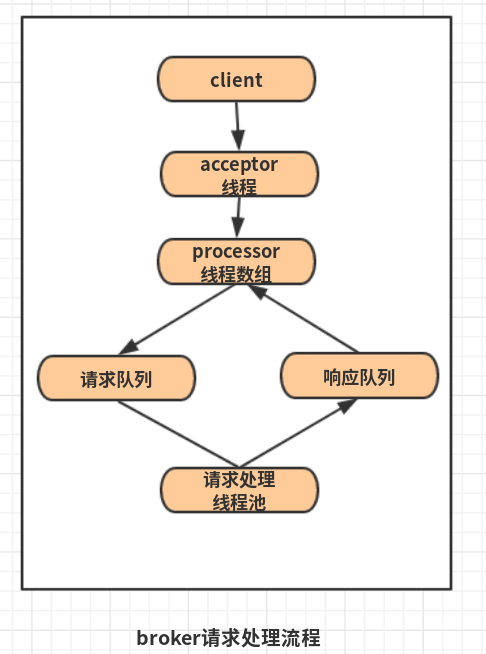 client
acceptor
线程
processor
线程数组
请求队列
响应队列
请求处理
线程池
broker请求处理流程